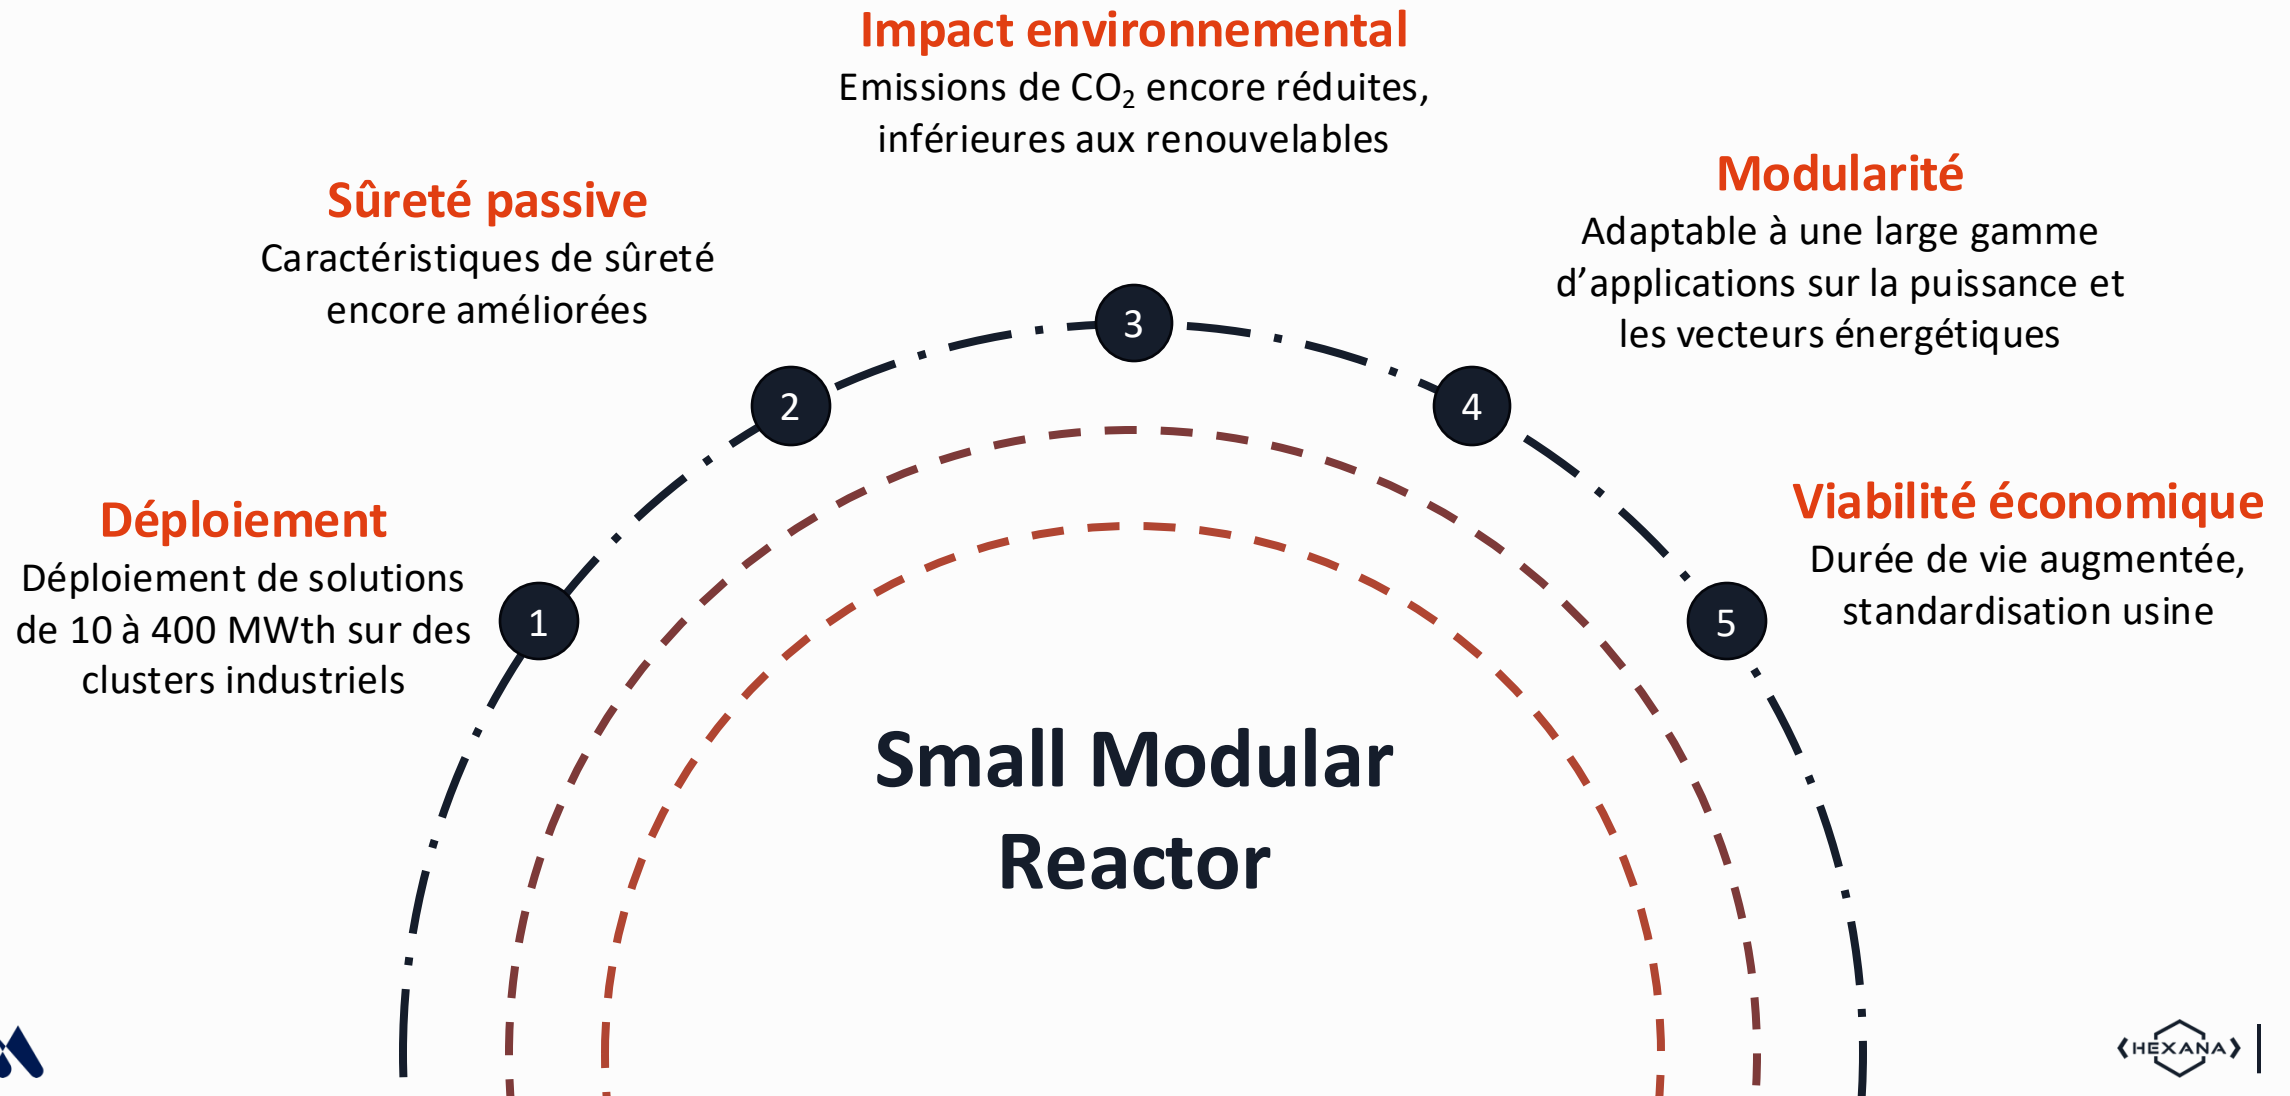 Impact environnemental
Emissions de CO₂ encore réduites,
inférieures aux renouvelables
Sûreté passive
Caractéristiques de sûreté
encore améliorées
Modularité
Adaptable à une large gamme
d’applications sur la puissance et
les vecteurs énergétiques
Déploiement
Déploiement de solutions
de 10 à 400 MWth sur des
clusters industriels
Viabilité économique
Durée de vie augmentée,
standardisation usine
1
2
3
4
5
Small Modular
Reactor
HEXANA